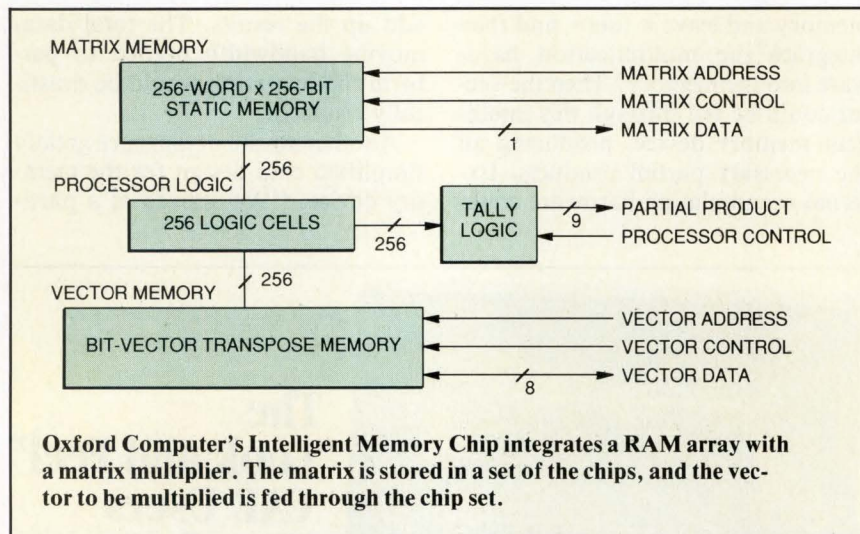 MATRIX MEMORY
256-WORD x 256-BIT
STATIC MEMORY
MATRIX ADDRESS
MATRIX CONTROL
MATRIX DATA
1
256
PROCESSOR LOGIC
256 LOGIC CELLS
256
TALLY
LOGIC
9
PARTIAL PRODUCT
PROCESSOR CONTROL
256
VECTOR MEMORY
BIT-VECTOR TRANSPOSE MEMORY
VECTOR ADDRESS
VECTOR CONTROL
VECTOR DATA
8
Oxford Computer's Intelligent Memory Chip integrates a RAM array with
a matrix multiplier. The matrix is stored in a set of the chips, and the vec-
tor to be multiplied is fed through the chip set.